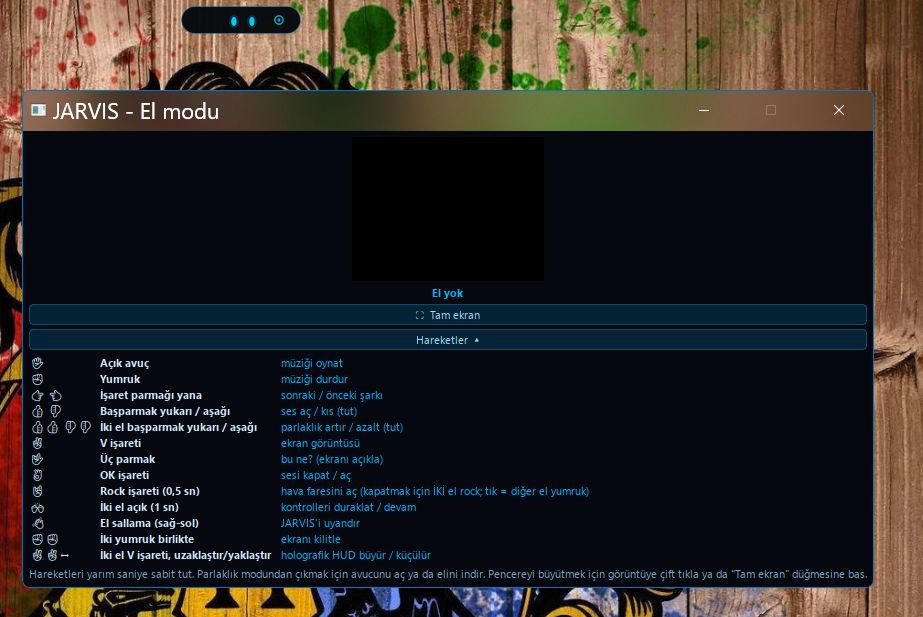 JARVIS - El modu
El yok
Tam ekran
Hareketler
Açık avuç müziği oynat
Yumruk müziği durdur
İşaret parmağı yana sonraki / önceki şarkı
Başparmak yukarı / aşağı ses aç / kıs (tut)
İki el başparmak yukarı / aşağı parlaklık artır / azalt (tut)
V işareti ekran görüntüsü
Üç parmak bu ne? (ekranı açıkla)
OK işareti sesi kapat / aç
Rock işareti (0,5 sn) hava faresini aç (kapatmak için İKİ el rock; tık = diğer el yumruk)
İki el açık (1 sn) kontrolleri duraklat / devam
El sallama (sağ-sol) JARVIS'i uyandır
İki yumruk birlikte ekranı kilitle
İki el V işareti, uzaklaştır/yaklaştır holografik HUD büyür / küçülür
Hareketleri yarım saniye sabit tut. Parlaklık modundan çıkmak için avucunu aç ya da elini indir. Pencereyi büyütmek için görüntüye çift tıkla ya da "Tam ekran" düğmesine bas.